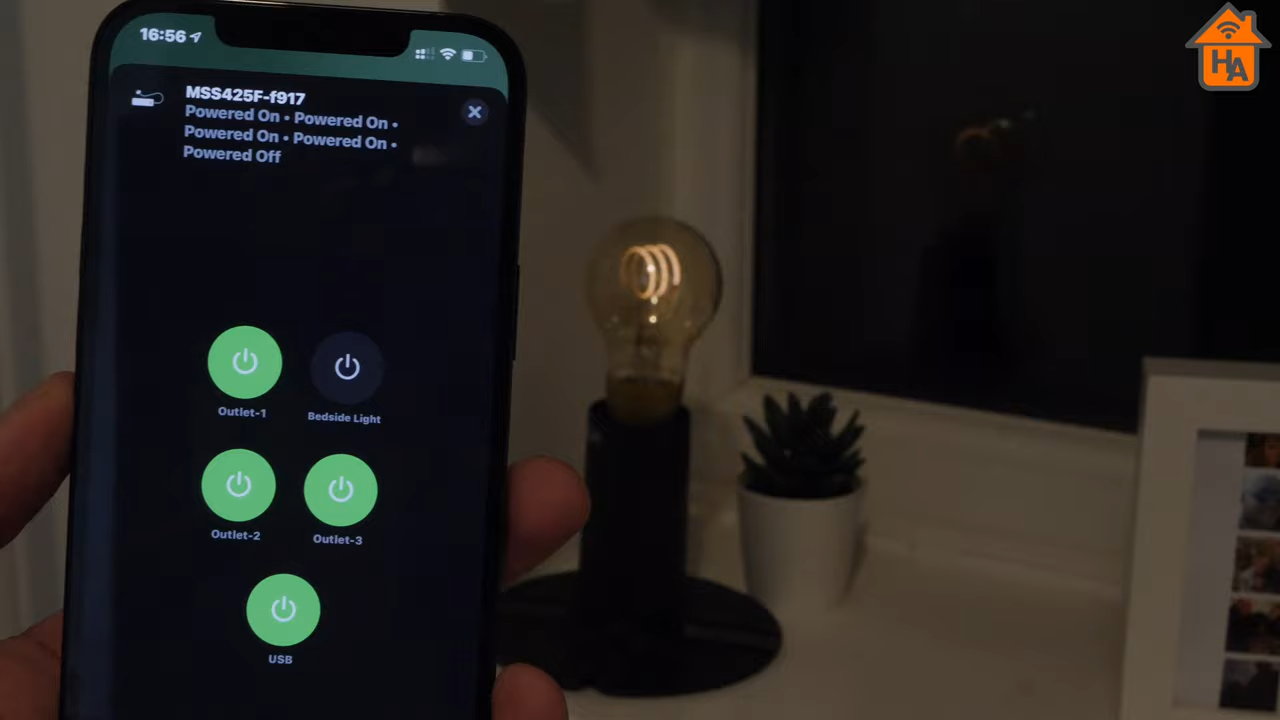 16:56
HA
MSS425F-f917
Powered On • Powered On •
Powered On • Powered On •
Powered Off
Outlet-1
Bedside Light
Outlet-2
Outlet-3
USB